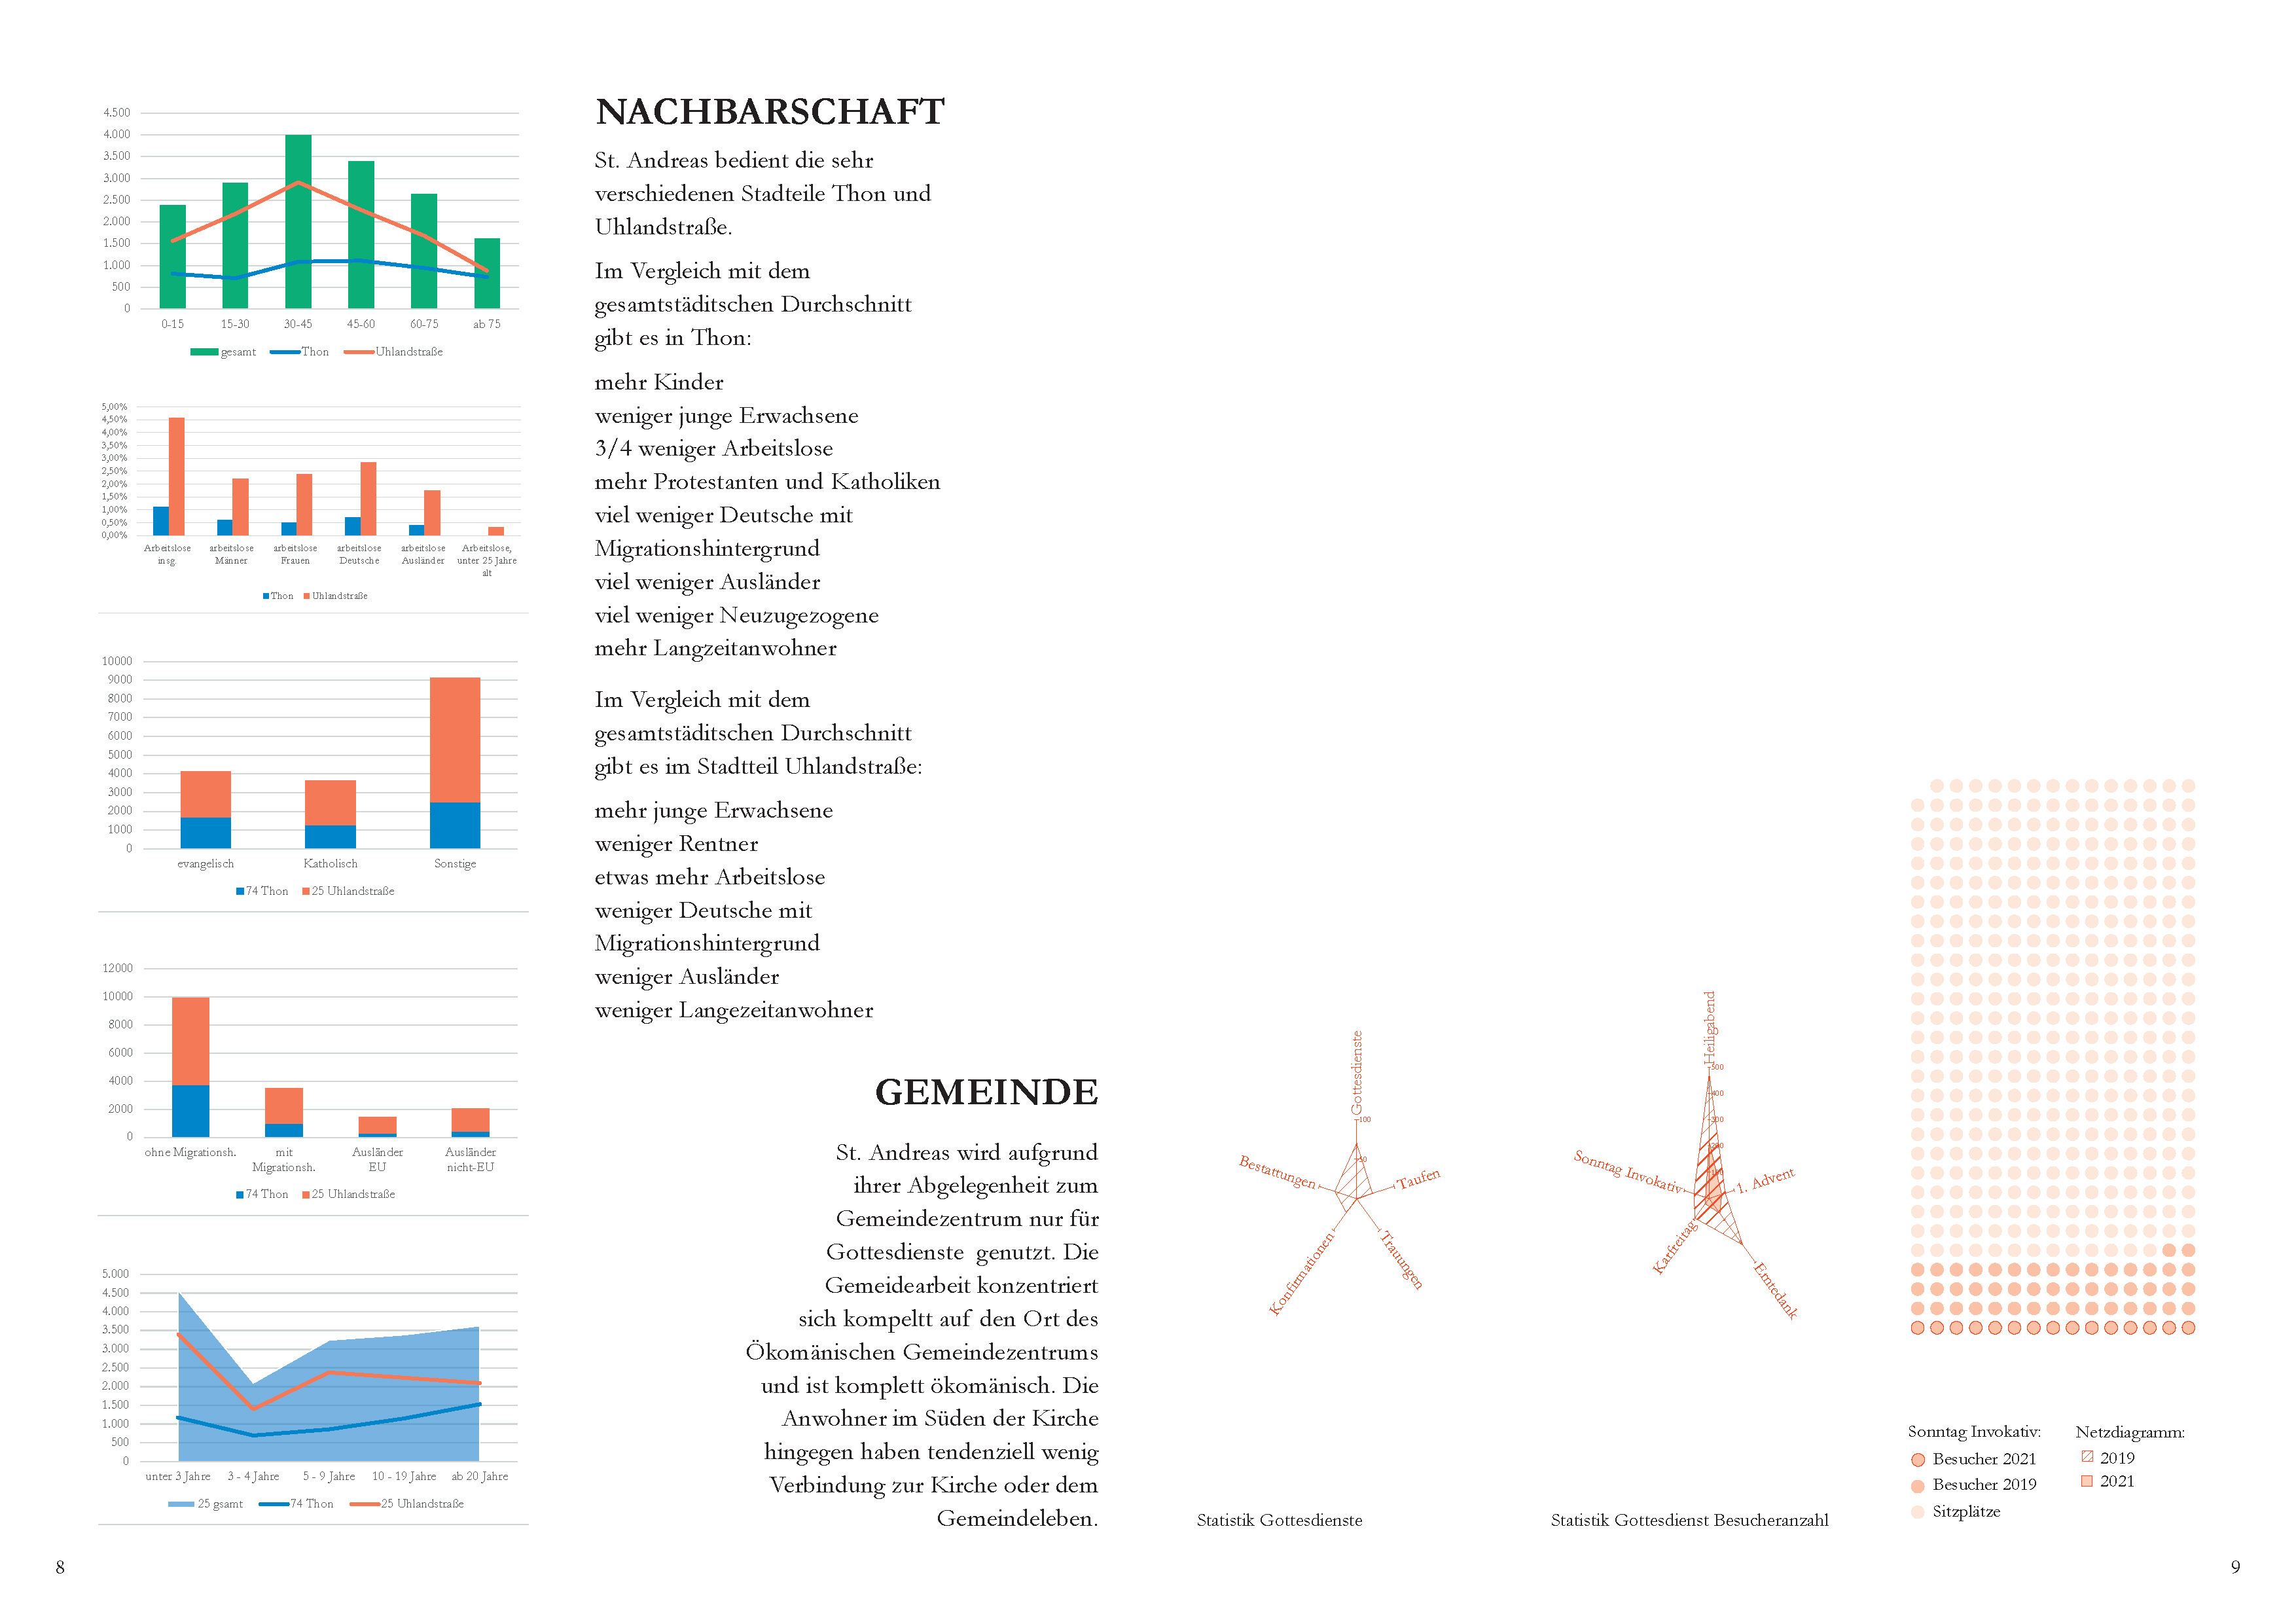 4.500
4.000
3.500
3.000
2.500
2.000
1.500
1.000
500
0
0-15 15-30 30-45 45-60 60-75 ab 75
gesamt Thon Uhlandstraße
5,00%
4,50%
4,00%
3,50%
3,00%
2,50%
2,00%
1,50%
1,00%
0,50%
0,00%
Arbeitslose arbeitslose arbeitslose arbeitslose arbeitslose Arbeitslose,
insg. Männer Frauen Deutsche Ausländer unter 25 Jahre
alt
Thon Uhlandstraße
10000
9000
8000
7000
6000
5000
4000
3000
2000
1000
0
evangelisch Katholisch Sonstige
74 Thon 25 Uhlandstraße
12000
10000
8000
6000
4000
2000
0
ohne Migrationsh. mit Ausländer Ausländer
Migrationsh. EU nicht-EU
74 Thon 25 Uhlandstraße
5.000
4.500
4.000
3.500
3.000
2.500
2.000
1.500
1.000
500
0
unter 3 Jahre 3 - 4 Jahre 5 - 9 Jahre 10 - 19 Jahre ab 20 Jahre
25 gsamt 74 Thon 25 Uhlandstraße
8
NACHBARSCHAFT
St. Andreas bedient die sehr
verschiedenen Stadteile Thon und
Uhlandstraße.
Im Vergleich mit dem
gesamtstäditschen Durchschnitt
gibt es in Thon:
mehr Kinder
weniger junge Erwachsene
3/4 weniger Arbeitslose
mehr Protestanten und Katholiken
viel weniger Deutsche mit
Migrationshintergrund
viel weniger Ausländer
viel weniger Neuzugezogene
mehr Langzeitanwohner
Im Vergleich mit dem
gesamtstäditschen Durchschnitt
gibt es im Stadtteil Uhlandstraße:
mehr junge Erwachsene
weniger Rentner
etwas mehr Arbeitslose
weniger Deutsche mit
Migrationshintergrund
weniger Ausländer
weniger Langezeitanwohner
GEMEINDE
St. Andreas wird aufgrund
ihrer Abgelegenheit zum
Gemeindezentrum nur für
Gottesdienste genutzt. Die
Gemeidearbeit konzentriert
sich kompeltt auf den Ort des
Ökomänischen Gemeindezentrums
und ist komplett ökomänisch. Die
Anwohner im Süden der Kirche
hingegen haben tendenziell wenig
Verbindung zur Kirche oder dem
Gemeindeleben.
Gottesdienste
100
50
Bestattungen
Taufen
Konfirmationen
Trauungen
Statistik Gottesdienste
Heiligabend
500
400
300
200
Sonntag Invokativ
1. Advent
Karfreitag
Erntedank
Statistik Gottesdienst Besucheranzahl
Sonntag Invokativ:
Besucher 2021
Besucher 2019
Sitzplätze
Netzdiagramm:
2019
2021
9